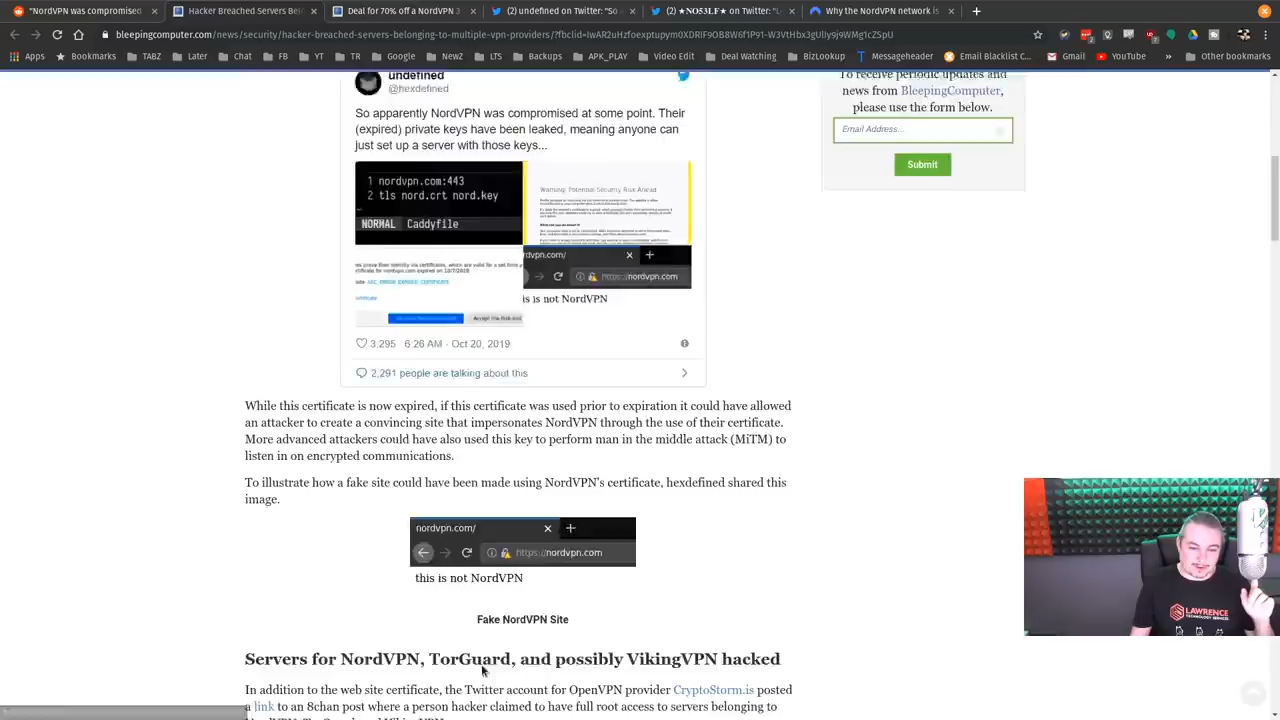 "NordVPN was compromised
Hacker Breached Servers Bel
Deal for 70% off a NordVPN 3
(2) undefined on Twitter: "So
(2) ★NO53LF★ on Twitter: "L
Why the NordVPN network is
bleepingcomputer.com/news/security/hacker-breached-servers-belonging-to-multiple-vpn-providers/
Apps
Bookmarks
TABZ
Later
Chat
FB
YT
TR
Google
Newz
LTS
Backups
APK_PLAY
Video Edit
Deal Watching
BizLookup
Messageheader
Email Blacklist C
Gmail
YouTube
»
Other bookmarks
undefined
@hexdefined
So apparently NordVPN was compromised at some point. Their
(expired) private keys have been leaked, meaning anyone can
just set up a server with those keys...
1 nordvpn.com:443
2 tls nord.crt nord.key
NORMAL Caddyfile
Warning: Potential Security Risk Ahead
rdvpn.com/
https://nordvpn.com
is is not NordVPN
3,295 6:26 AM - Oct 20, 2019
2,291 people are talking about this
To receive periodic updates and
news from BleepingComputer,
please use the form below.
Email Address...
Submit
While this certificate is now expired, if this certificate was used prior to expiration it could have allowed
an attacker to create a convincing site that impersonates NordVPN through the use of their certificate.
More advanced attackers could have also used this key to perform man in the middle attack (MiTM) to
listen in on encrypted communications.
To illustrate how a fake site could have been made using NordVPN's certificate, hexdefined shared this
image.
nordvpn.com/
https://nordvpn.com
this is not NordVPN
Fake NordVPN Site
LAWRENCE
TECHNOLOGY SERVICES
Servers for NordVPN, TorGuard, and possibly VikingVPN hacked
In addition to the web site certificate, the Twitter account for OpenVPN provider CryptoStorm.is posted
a link to an 8chan post where a person hacker claimed to have full root access to servers belonging to